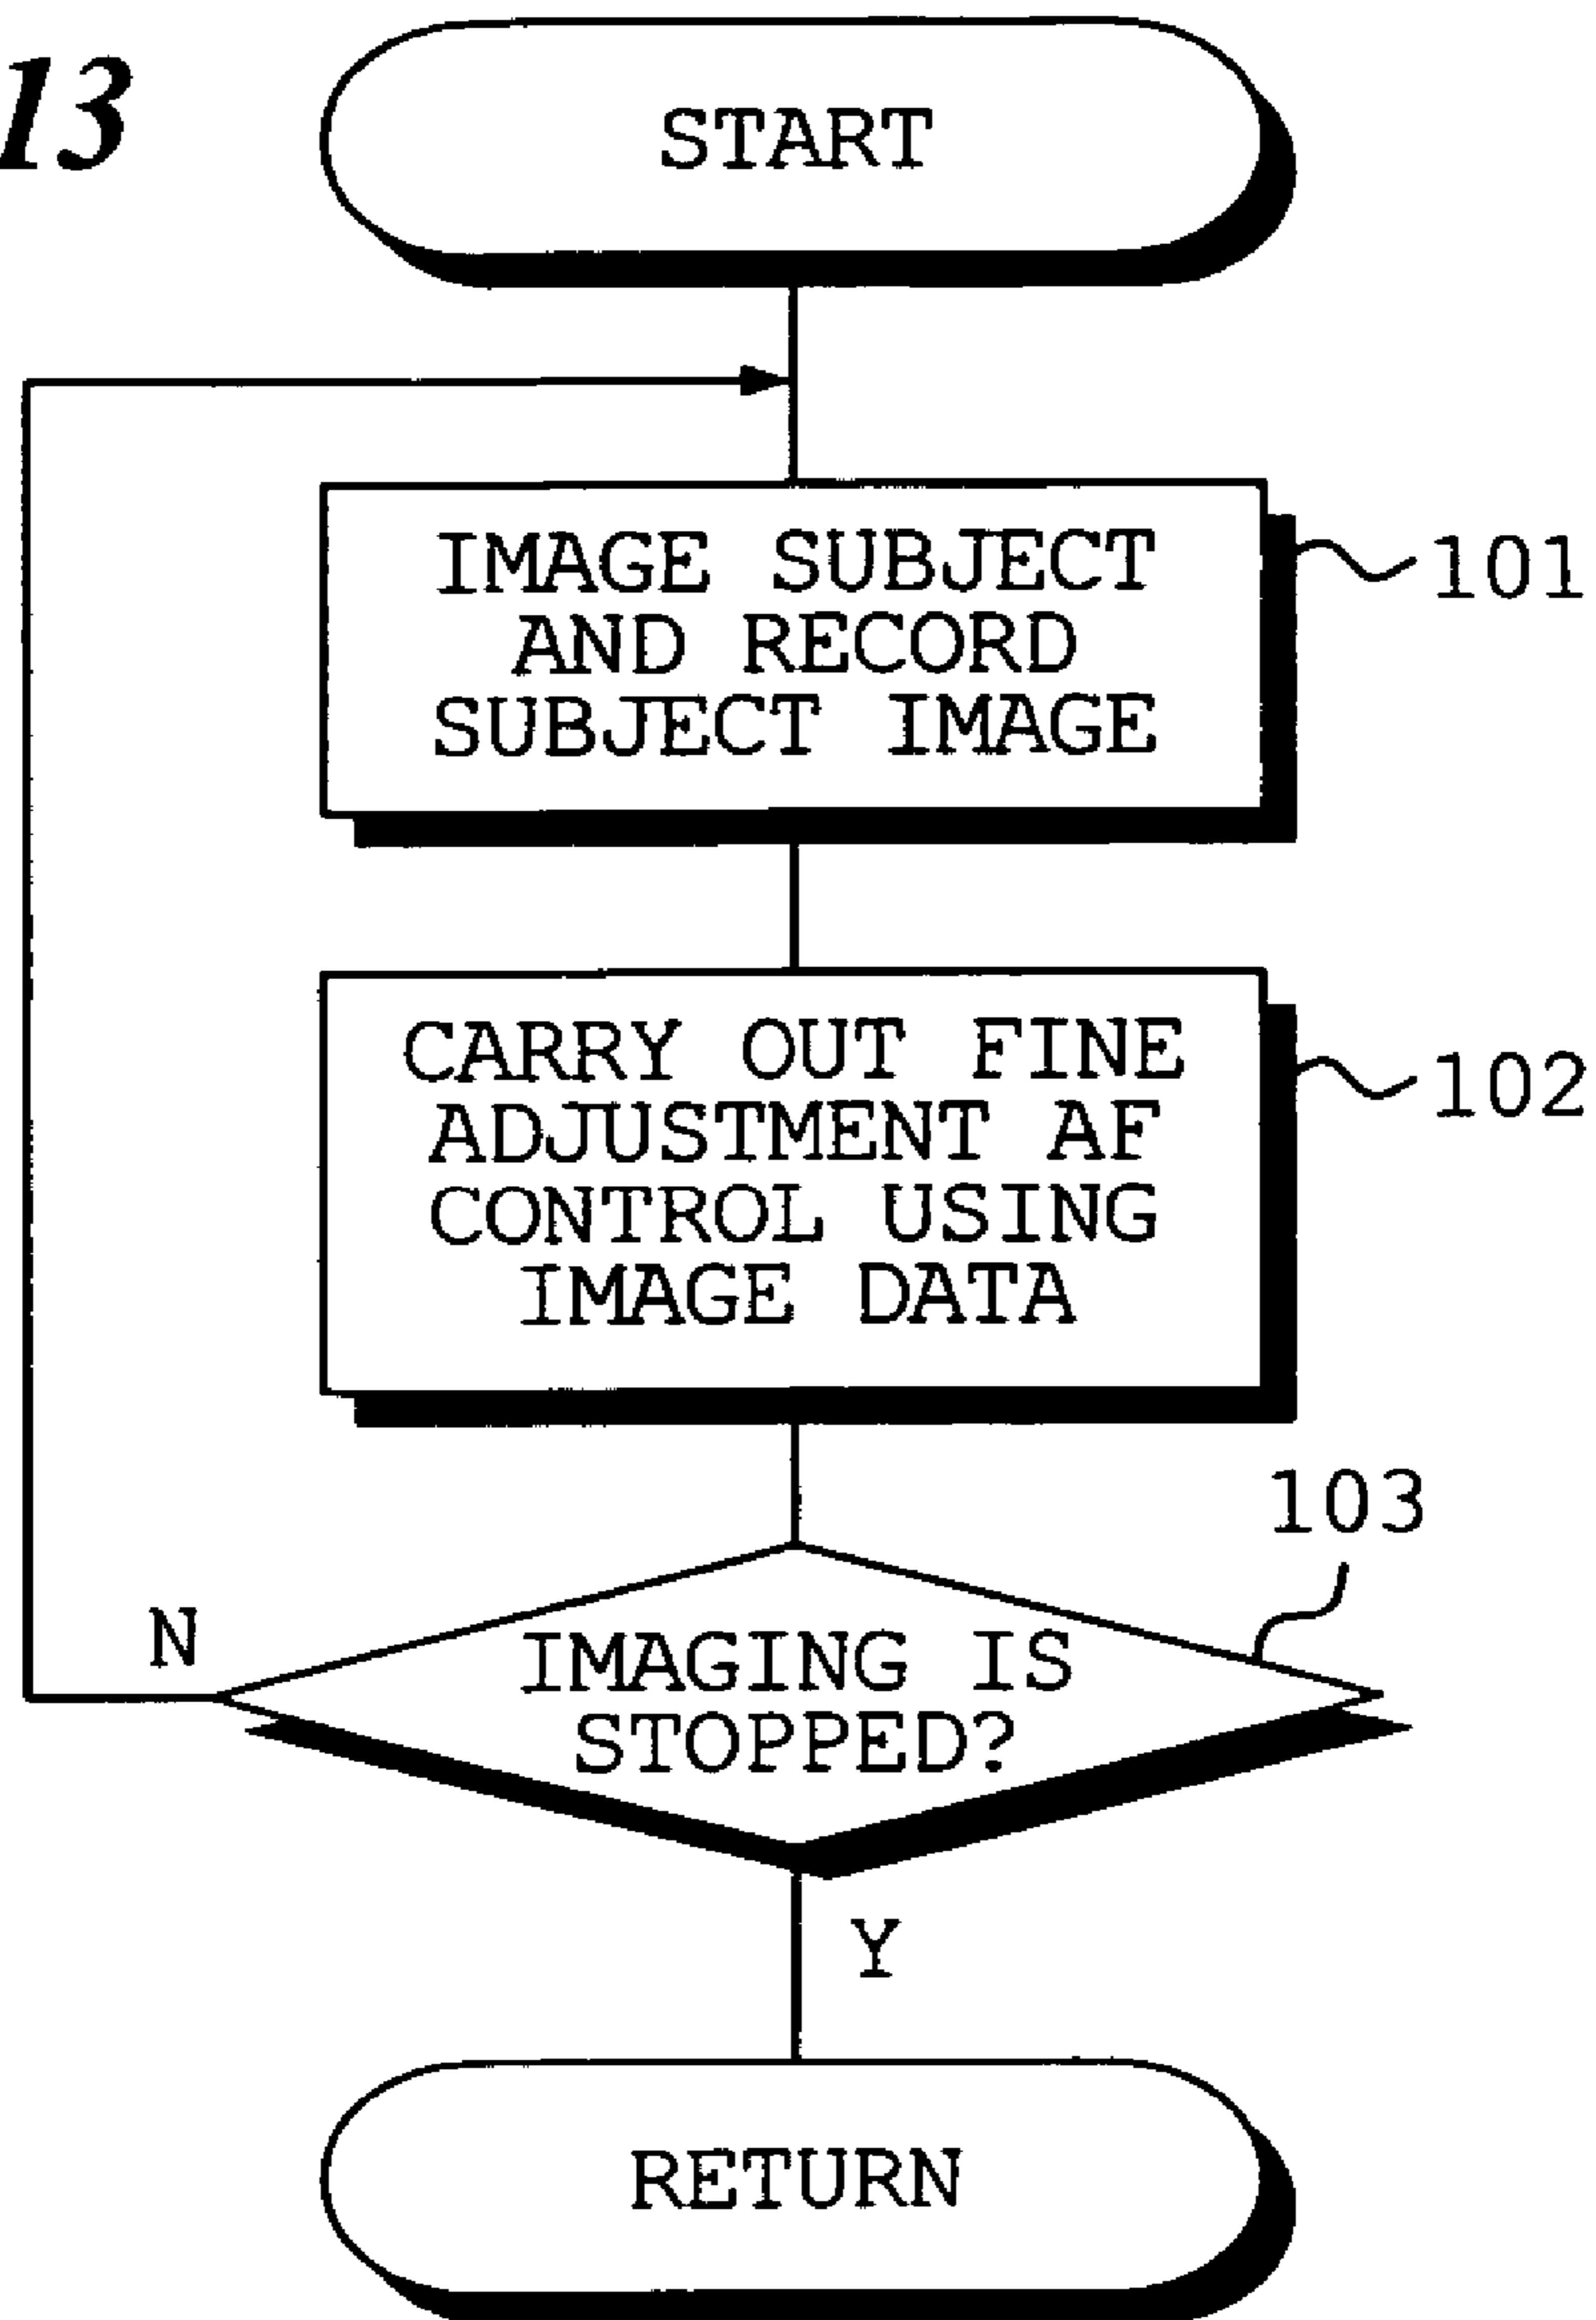 13
START
IMAGE SUBJECT
AND RECORD
SUBJECT IMAGE
101
CARRY OUT FINE
ADJUSTMENT AF
CONTROL USING
IMAGE DATA
102
103
N
IMAGING IS
STOPPED?
Y
RETURN